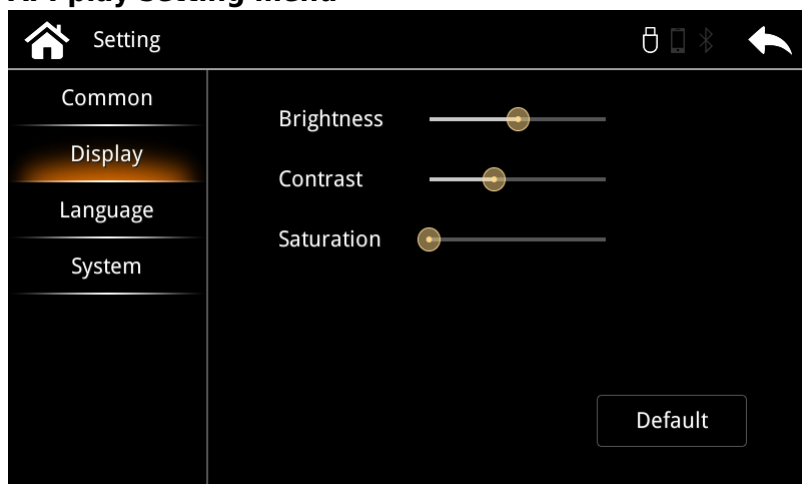 Setting
Common
Display
Language
System
Brightness
Contrast
Saturation
Default